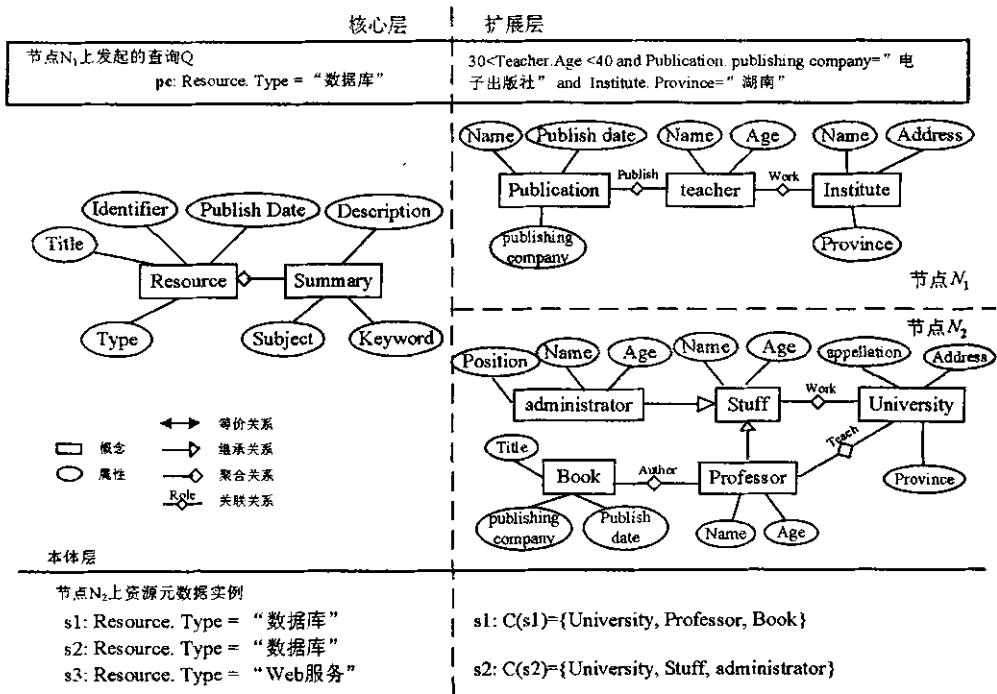 核心层
扩展层
节点N₁上发起的查询Q
pc: Resource. Type = “数据库”
30<Teacher.Age <40 and Publication. publishing company=” 电
子出版社” and Institute. Province=” 湖南”
Name
Publish date
Name
Age
Name
Address
Publication
Publish
teacher
Work
Institute
publishing
company
Province
节点N₁
Identifier
Publish Date
Description
Title
Resource
Summary
Type
Subject
Keyword
节点N₂
Position
Name
Age
Name
Age
appellation
Address
administrator
Stuff
Work
University
Title
Book
Author
Professor
Teach
Province
publishing
company
Publish
date
Name
Age
等价关系
概念
继承关系
属性
聚合关系
Role
关联关系
本体层
节点N₂上资源元数据实例
s1: Resource. Type = “数据库”
s2: Resource. Type = “数据库”
s3: Resource. Type = “Web服务”
s1: C(s1)={University, Professor, Book}
s2: C(s2)={University, Stuff, administrator}